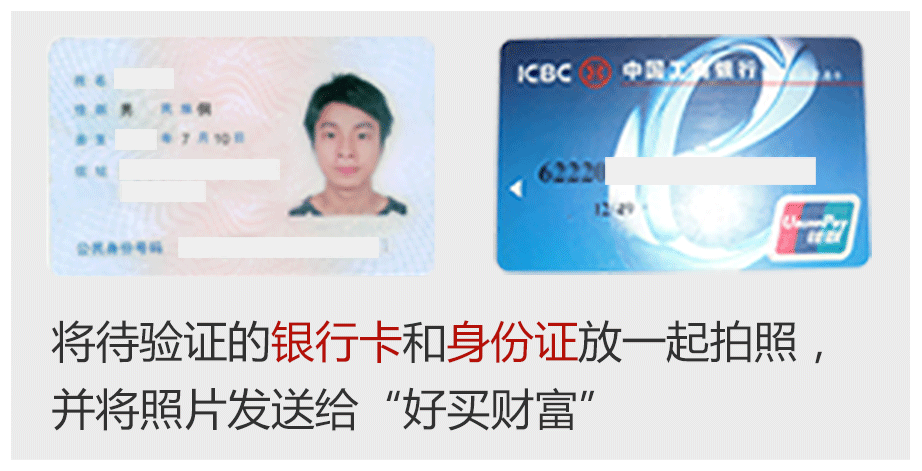 姓名
性别 男 民族 佩
出生 年 7 月 10 日
住址
公民身份号码
1
ICBC 中国工商银行
62220
12/49
UnionPay
银联
将待验证的银行卡和身份证放一起拍照，
并将照片发送给“好买财富”